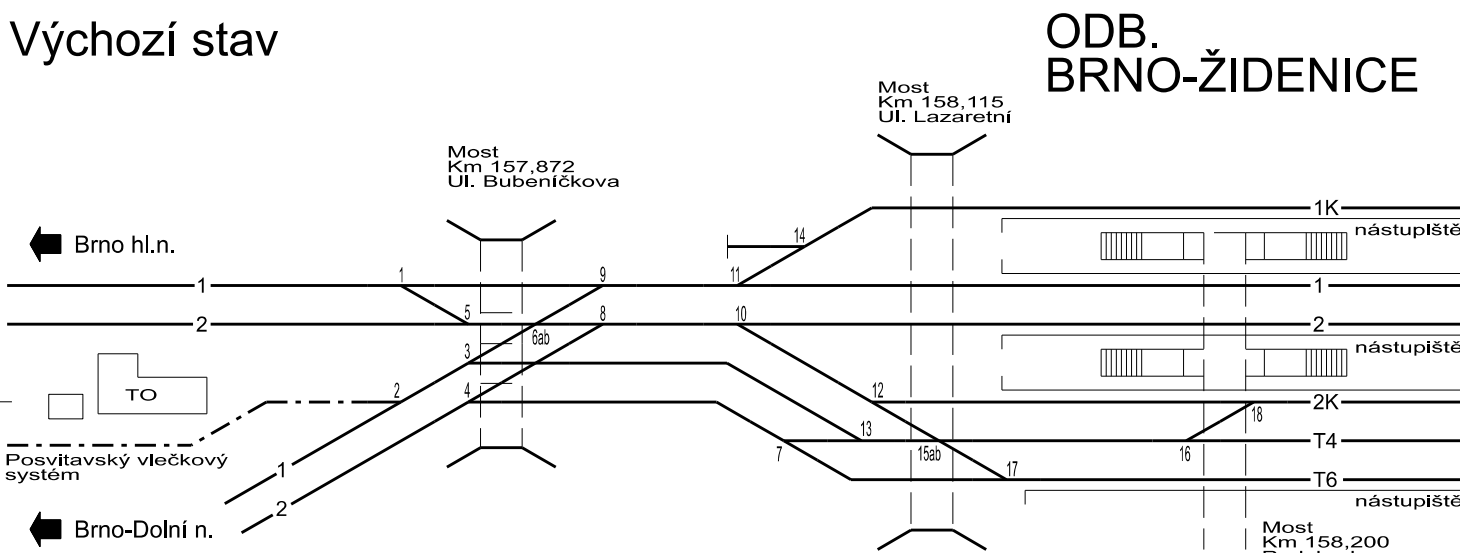 Výchozí stav
ODB.
BRNO-ŽIDENICE
Most
Km 158,115
Ul. Lazaretní
Most
Km 157,872
Ul. Bubeníčkova
1K
nástupiště
14
Brno hl.n.
1
1
9
11
1
2
5
8
10
2
6ab
nástupiště
3
TO
2
4
12
2K
18
13
T4
Posvitavský vlečkový
systém
7
15ab
16
1
17
T6
2
nástupiště
Brno-Dolní n.
Most
Km 158,200